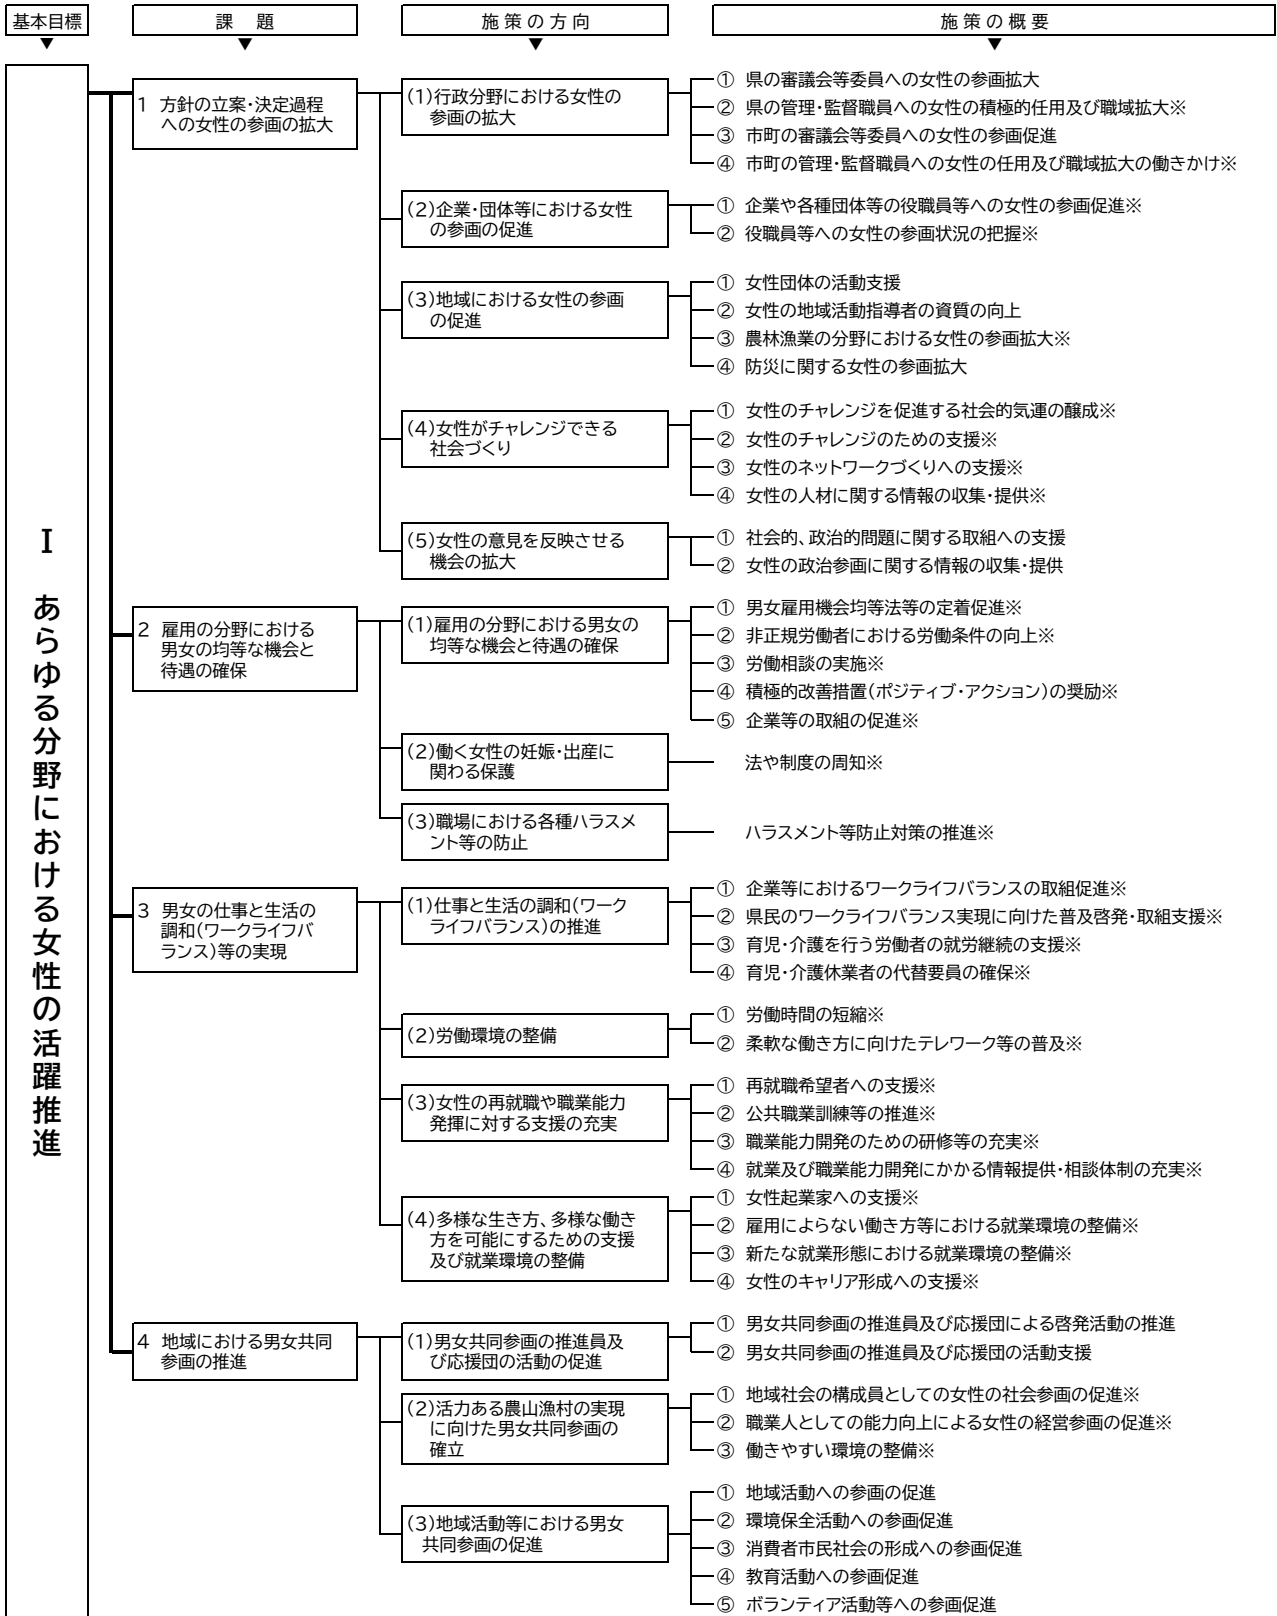 基本目標
課　題
施策の方向
施策の概要
▼
▼
▼
▼
Ⅰ　あらゆる分野における女性の活躍推進
1 方針の立案・決定過程
への女性の参画の拡大
(1)行政分野における女性の
参画の拡大
① 県の審議会等委員への女性の参画拡大
② 県の管理・監督職員への女性の積極的任用及び職域拡大※
③ 市町の審議会等委員への女性の参画促進
④ 市町の管理・監督職員への女性の任用及び職域拡大の働きかけ※
(2)企業・団体等における女性
の参画の促進
① 企業や各種団体等の役職員等への女性の参画促進※
② 役職員等への女性の参画状況の把握※
(3)地域における女性の参画
の促進
① 女性団体の活動支援
② 女性の地域活動指導者の資質の向上
③ 農林漁業の分野における女性の参画拡大※
④ 防災に関する女性の参画拡大
(4)女性がチャレンジできる
社会づくり
① 女性のチャレンジを促進する社会的気運の醸成※
② 女性のチャレンジのための支援※
③ 女性のネットワークづくりへの支援※
④ 女性の人材に関する情報の収集・提供※
(5)女性の意見を反映させる
機会の拡大
① 社会的、政治的問題に関する取組への支援
② 女性の政治参画に関する情報の収集・提供
2 雇用の分野における
男女の均等な機会と
待遇の確保
(1)雇用の分野における男女の
均等な機会と待遇の確保
① 男女雇用機会均等法等の定着促進※
② 非正規労働者における労働条件の向上※
③ 労働相談の実施※
④ 積極的改善措置(ポジティブ・アクション)の奨励※
⑤ 企業等の取組の促進※
(2)働く女性の妊娠・出産に
関わる保護
法や制度の周知※
(3)職場における各種ハラスメ
ント等の防止
ハラスメント等防止対策の推進※
3 男女の仕事と生活の
調和(ワークライフバ
ランス)等の実現
(1)仕事と生活の調和(ワーク
ライフバランス)の推進
① 企業等におけるワークライフバランスの取組促進※
② 県民のワークライフバランス実現に向けた普及啓発・取組支援※
③ 育児・介護を行う労働者の就労継続の支援※
④ 育児・介護休業者の代替要員の確保※
(2)労働環境の整備
① 労働時間の短縮※
② 柔軟な働き方に向けたテレワーク等の普及※
(3)女性の再就職や職業能力
発揮に対する支援の充実
① 再就職希望者への支援※
② 公共職業訓練等の推進※
③ 職業能力開発のための研修等の充実※
④ 就業及び職業能力開発にかかる情報提供・相談体制の充実※
(4)多様な生き方、多様な働き
方を可能にするための支援
及び就業環境の整備
① 女性起業家への支援※
② 雇用によらない働き方等における就業環境の整備※
③ 新たな就業形態における就業環境の整備※
④ 女性のキャリア形成への支援※
4 地域における男女共同
参画の推進
(1)男女共同参画の推進員及
び応援団の活動の促進
① 男女共同参画の推進員及び応援団による啓発活動の推進
② 男女共同参画の推進員及び応援団の活動支援
(2)活力ある農山漁村の実現
に向けた男女共同参画の
確立
① 地域社会の構成員としての女性の社会参画の促進※
② 職業人としての能力向上による女性の経営参画の促進※
③ 働きやすい環境の整備※
(3)地域活動等における男女
共同参画の促進
① 地域活動への参画の促進
② 環境保全活動への参画促進
③ 消費者市民社会の形成への参画促進
④ 教育活動への参画促進
⑤ ボランティア活動等への参画促進